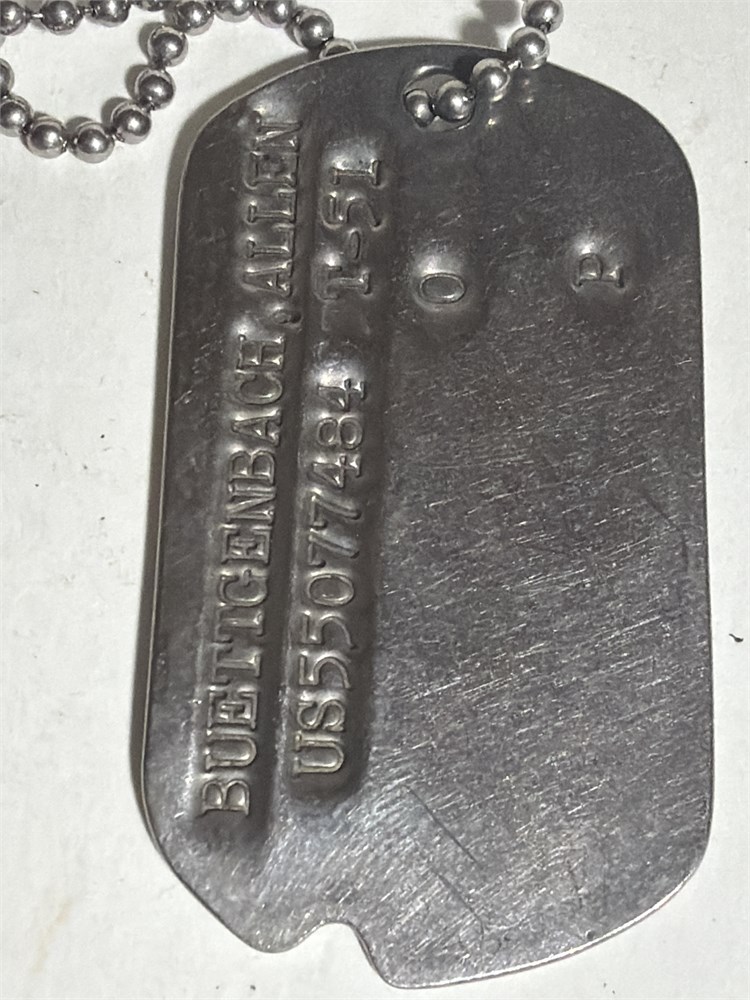 BUETTGENBACH,ALLEN
US55077484 T-51
O
P